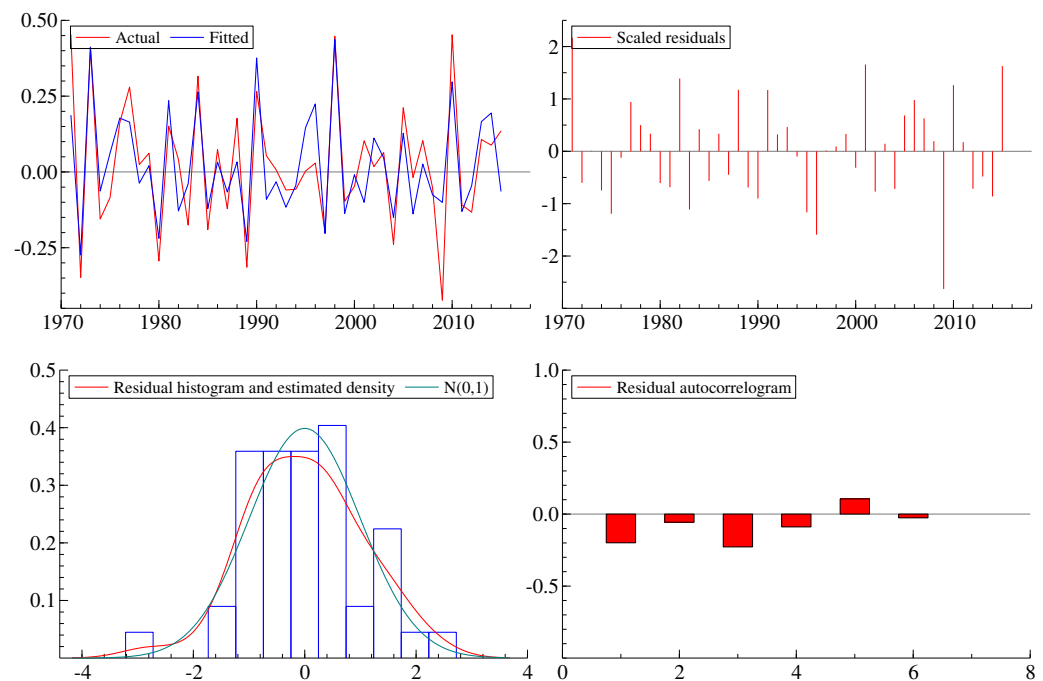 0.50
Actual Fitted
0.25
0.00
-0.25
1970 1980 1990 2000 2010
Scaled residuals
2
1
0
-1
-2
1970 1980 1990 2000 2010
0.5
Residual histogram and estimated density N(0,1)
0.4
0.3
0.2
0.1
-4 -2 0 2 4
1.0
Residual autocorrelogram
0.5
0.0
-0.5
0 2 4 6 8